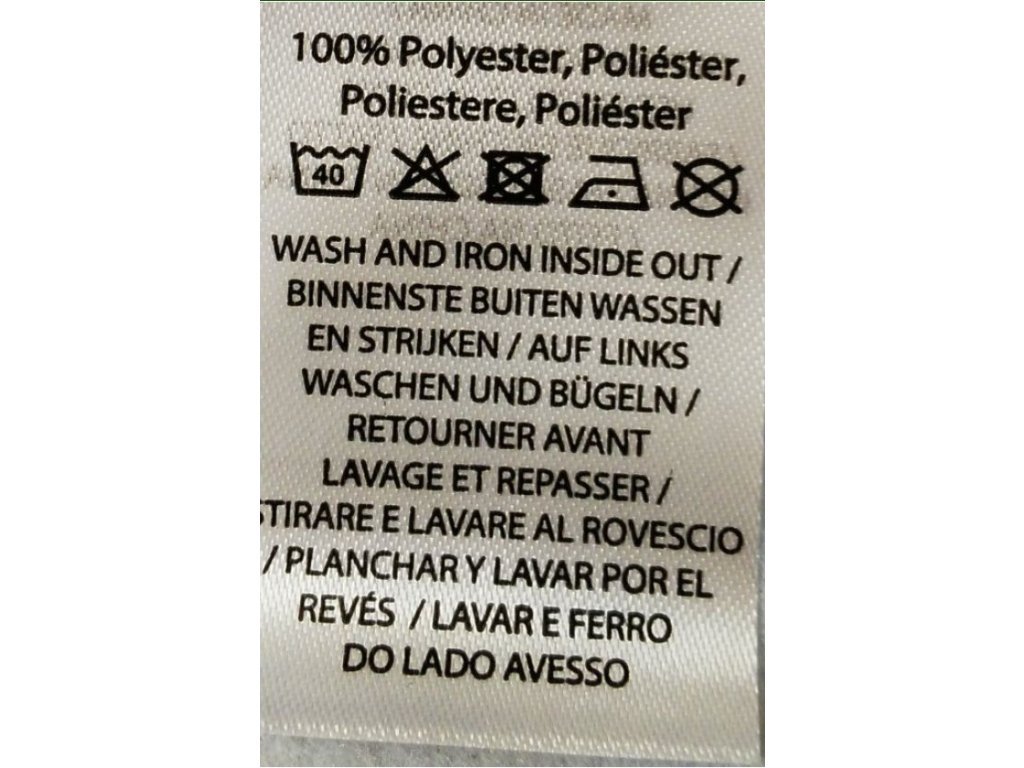 100% Polyester, Poliéster,
Poliestere, Poliéster
40
WASH AND IRON INSIDE OUT /
BINNENSTE BUITEN WASSEN
EN STRIJKEN / AUF LINKS
WASCHEN UND BÜGELN /
RETOURNER AVANT
LAVAGE ET REPASSER /
STIRARE E LAVARE AL ROVESCIO
/ PLANCHAR Y LAVAR POR EL
REVÉS / LAVAR E FERRO
DO LADO AVESSO